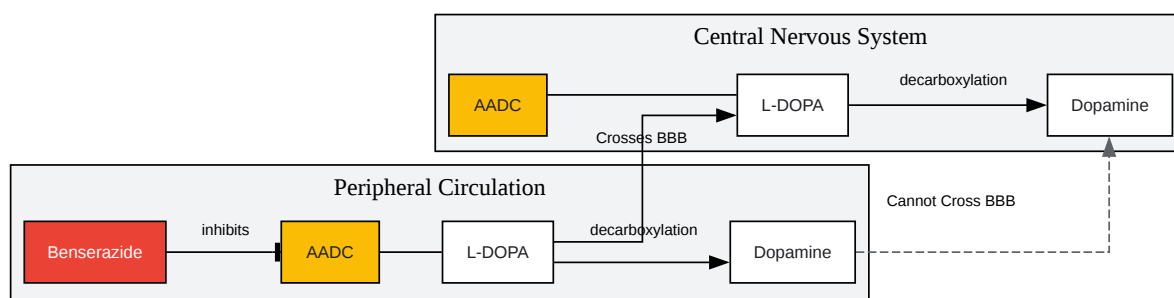 Central Nervous System
AADC
L-DOPA
decarboxylation
Dopamine
Crosses BBB
Peripheral Circulation
Cannot Cross BBB
Benserazide
inhibits
AADC
L-DOPA
decarboxylation
Dopamine